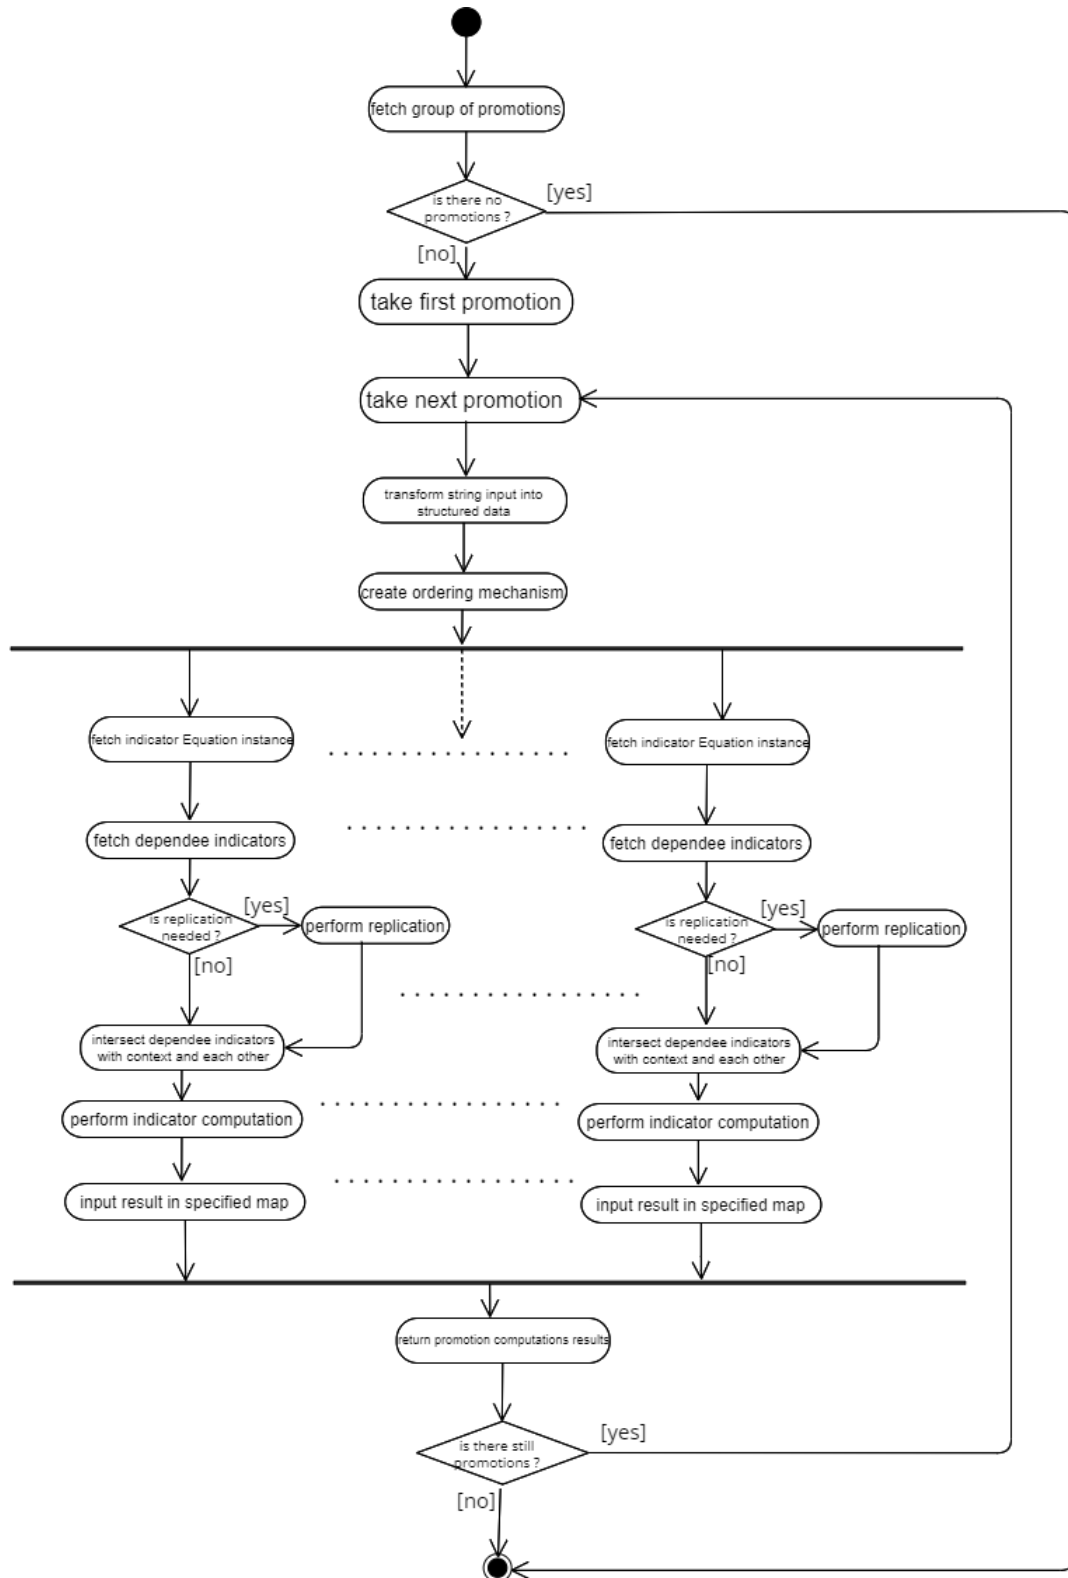 fetch group of promotions
is there no
promotions ?
[yes]
[no]
take first promotion
take next promotion
transform string input into
structured data
create ordering mechanism
fetch indicator Equation instance
fetch indicator Equation instance
fetch dependee indicators
fetch dependee indicators
is replication
needed ?
[yes]
perform replication
[no]
is replication
needed ?
[yes]
perform replication
[no]
intersect dependee indicators
with context and each other
intersect dependee indicators
with context and each other
perform indicator computation
perform indicator computation
input result in specified map
input result in specified map
return promotion computations results
is there still
promotions ?
[yes]
[no]